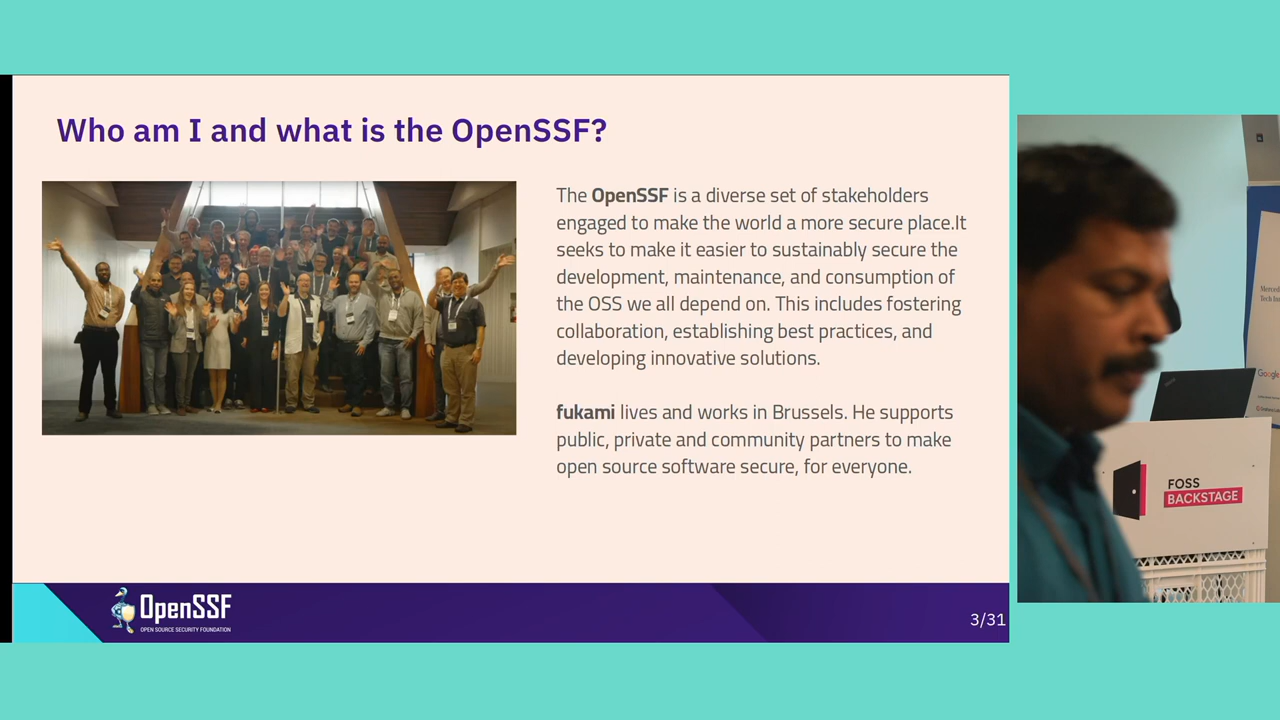 Who am I and what is the OpenSSF?
The OpenSSF is a diverse set of stakeholders
engaged to make the world a more secure place.It
seeks to make it easier to sustainably secure the
development, maintenance, and consumption of
the OSS we all depend on. This includes fostering
collaboration, establishing best practices, and
developing innovative solutions.
fukami lives and works in Brussels. He supports
public, private and community partners to make
open source software secure, for everyone.
OpenSSF
OPEN SOURCE SECURITY FOUNDATION
3/31
Google
FOSS
BACKSTAGE